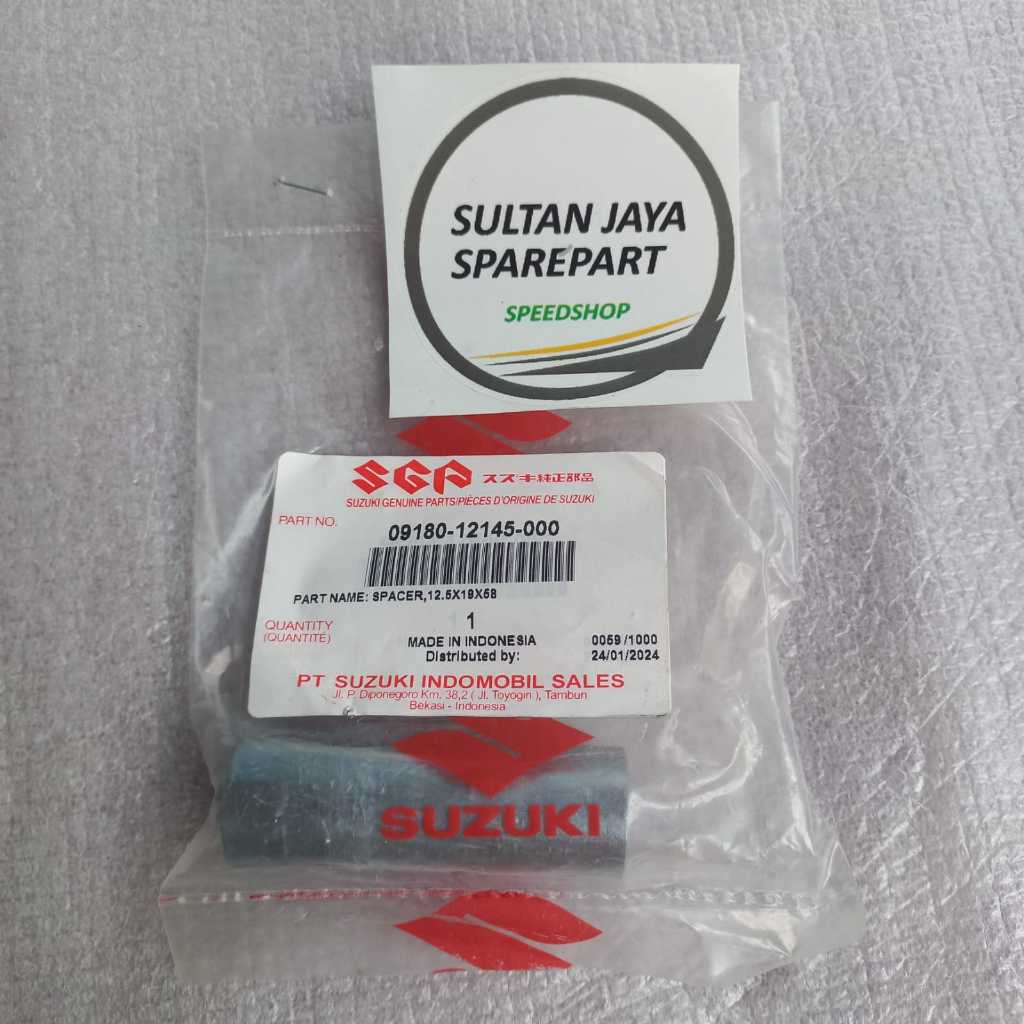 SULTAN JAYA
SPAREPART
SPEEDSHOP
SGP スズキ純正部品
SUZUKI GENUINE PARTS/PIÈCES D'ORIGINE DE SUZUKI
PART NO. 09180-12145-000
PART NAME: SPACER,12.5X19X58
QUANTITY 1
(QUANTITÉ)
MADE IN INDONESIA 0059/1000
Distributed by: 24/01/2024
PT SUZUKI INDOMOBIL SALES
Jl. P. Diponegoro Km. 38,2 ( Jl. Toyogiri ), Tambun
Bekasi - Indonesia
SUZUKI